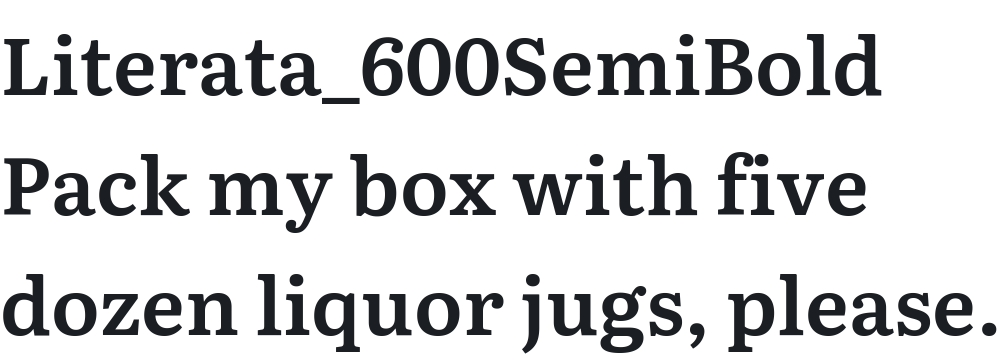 Literata_600SemiBold
Pack my box with five
dozen liquor jugs, please.